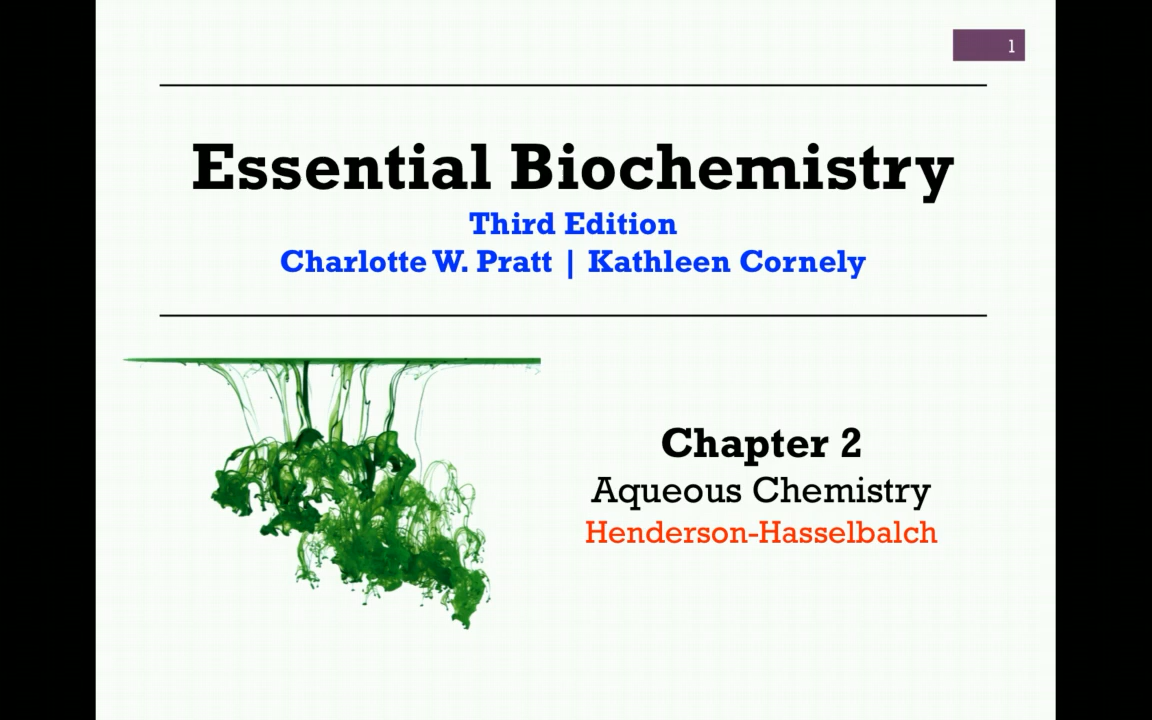 1
Essential Biochemistry
Third Edition
Charlotte W. Pratt | Kathleen Cornely
Chapter 2
Aqueous Chemistry
Henderson-Hasselbalch